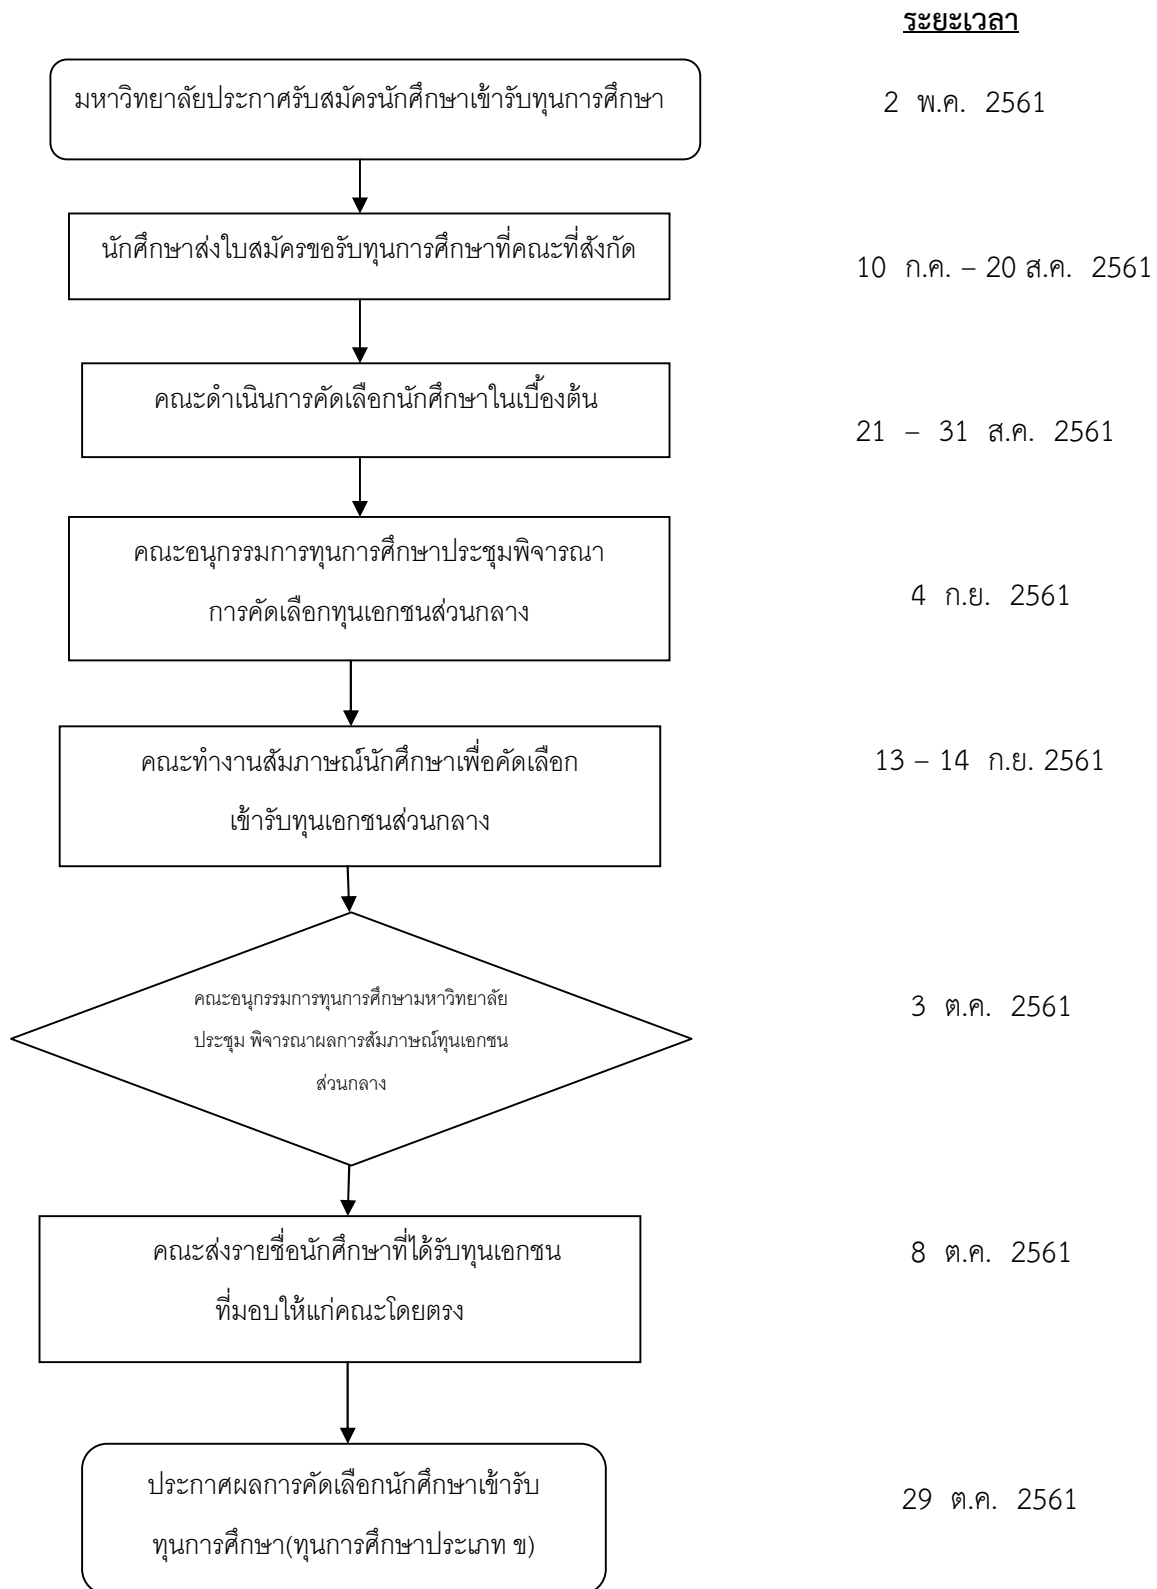 ระยะเวลา
มหาวิทยาลัยประกาศรับสมัครนักศึกษาเข้ารับทุนการศึกษา
2 พ.ค. 2561
นักศึกษาส่งใบสมัครขอรับทุนการศึกษาที่คณะที่สังกัด
10 ก.ค. – 20 ส.ค. 2561
คณะดำเนินการคัดเลือกนักศึกษาในเบื้องต้น
21 – 31 ส.ค. 2561
คณะอนุกรรมการทุนการศึกษาประชุมพิจารณา
การคัดเลือกทุนเอกชนส่วนกลาง
4 ก.ย. 2561
คณะทำงานสัมภาษณ์นักศึกษาเพื่อคัดเลือก
เข้ารับทุนเอกชนส่วนกลาง
13 – 14 ก.ย. 2561
คณะอนุกรรมการทุนการศึกษามหาวิทยาลัย
ประชุม พิจารณาผลการสัมภาษณ์ทุนเอกชน
ส่วนกลาง
3 ต.ค. 2561
คณะส่งรายชื่อนักศึกษาที่ได้รับทุนเอกชน
ที่มอบให้แก่คณะโดยตรง
8 ต.ค. 2561
ประกาศผลการคัดเลือกนักศึกษาเข้ารับ
ทุนการศึกษา(ทุนการศึกษาประเภท ข)
29 ต.ค. 2561